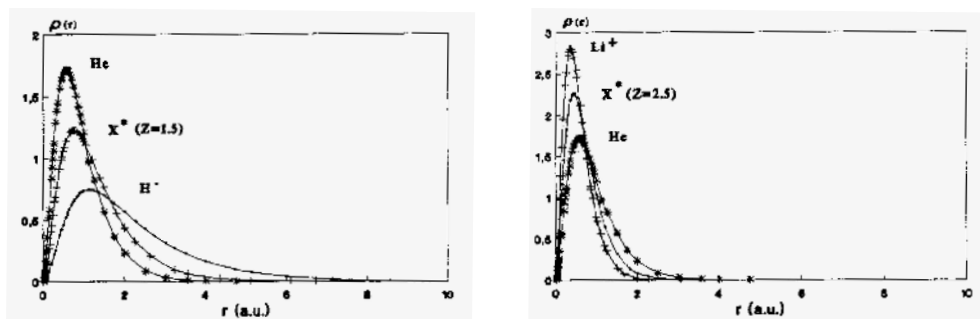 ρ(r)
2
He
1,5
X* (Z=1.5)
1
H-
0,5
0
0 2 4 6 8 10
r (a.u.)
ρ(r)
3
Li+
2,5
X* (Z=2.5)
2
He
1,5
1
0,5
0
0 2 4 6 8 10
r (a.u.)